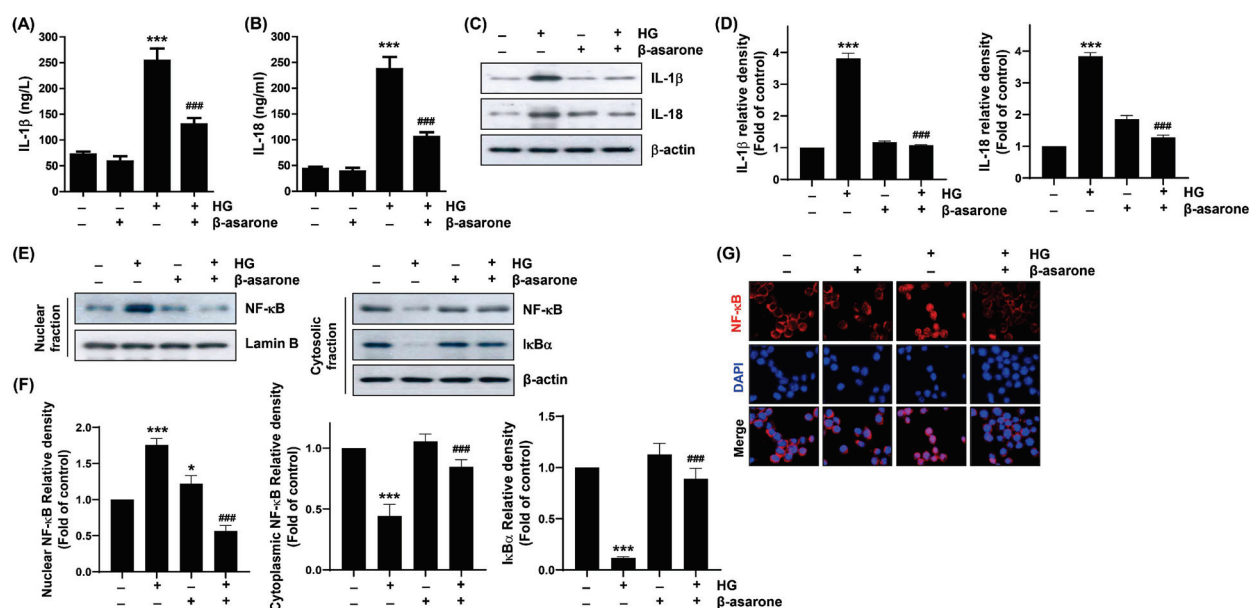 (A)
300
250
200
150
100
50
0
IL-1β (ng/L)
***
###
– – + + HG
– + – + β-asarone
(B)
300
250
200
150
100
50
0
IL-18 (ng/ml)
***
###
– – + + HG
– + – + β-asarone
(C)
– + – + HG
– – + + β-asarone
IL-1β
IL-18
β-actin
(D)
IL-1β relative density
(Fold of control)
4
2
0
***
###
– + – +
– – + +
IL-18 relative density
(Fold of control)
4
3
2
1
0
***
###
– + – + HG
– – + + β-asarone
(E)
– + – + HG
– – + + β-asarone
Nuclear
fraction
NF-κB
Lamin B
– + – + HG
– – + + β-asarone
Cytosolic
fraction
NF-κB
IκBα
β-actin
(F)
Nuclear NF-κB Relative density
(Fold of control)
2.0
1.5
1.0
0.5
0.0
***
*
###
– + – +
– – + +
Cytoplasmic NF-κB Relative density
(Fold of control)
1.0
0.5
0.0
***
###
– + – +
– – + +
IκBα Relative density
(Fold of control)
1.5
1.0
0.5
0.0
***
###
– + – + HG
– – + + β-asarone
(G)
– – + + HG
– + – + β-asarone
NF-κB
DAPI
Merge